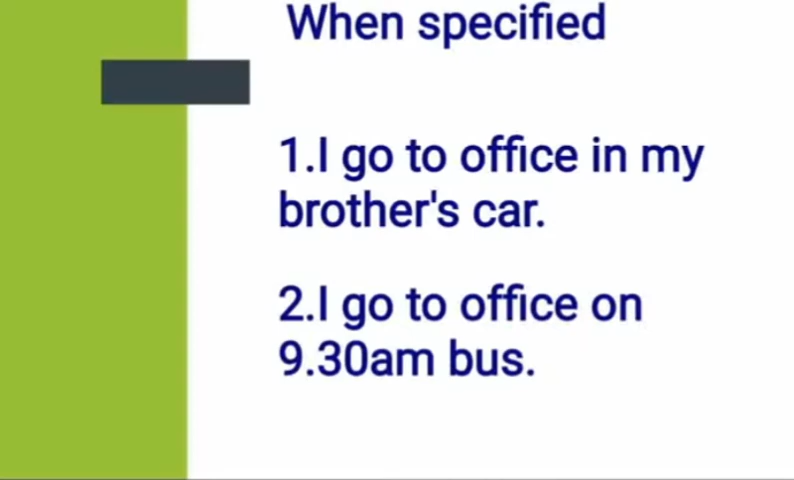 When specified
1.I go to office in my
brother's car.
2.I go to office on
9.30am bus.